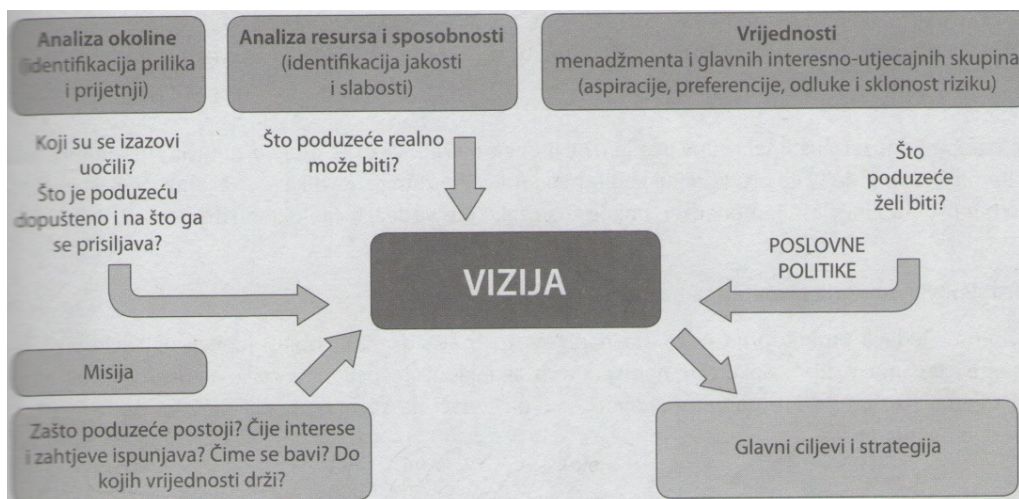 Analiza okoline
(identifikacija prilika
i prijetnji)
Analiza resursa i sposobnosti
(identifikacija jakosti
i slabosti)
Vrijednosti
menadžmenta i glavnih interesno-utjecajnih skupina
(aspiracije, preferencije, odluke i sklonost riziku)
Koji su se izazovi
uočili?
Što je poduzeću
dopušteno i na što ga
se prisiljava?
Što poduzeće realno
može biti?
Što
poduzeće
želi biti?
POSLOVNE
POLITIKE
VIZIJA
Misija
Zašto poduzeće postoji? Čije interese
i zahtjeve ispunjava? Čime se bavi? Do
kojih vrijednosti drži?
Glavni ciljevi i strategija